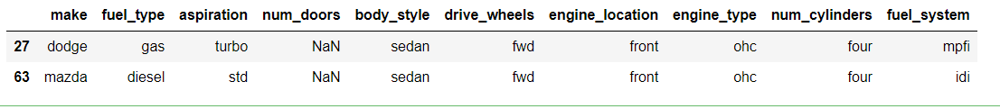 make fuel_type aspiration num_doors body_style drive_wheels engine_location engine_type num_cylinders fuel_system
27 dodge gas turbo NaN sedan fwd front ohc four mpfi
63 mazda diesel std NaN sedan fwd front ohc four idi